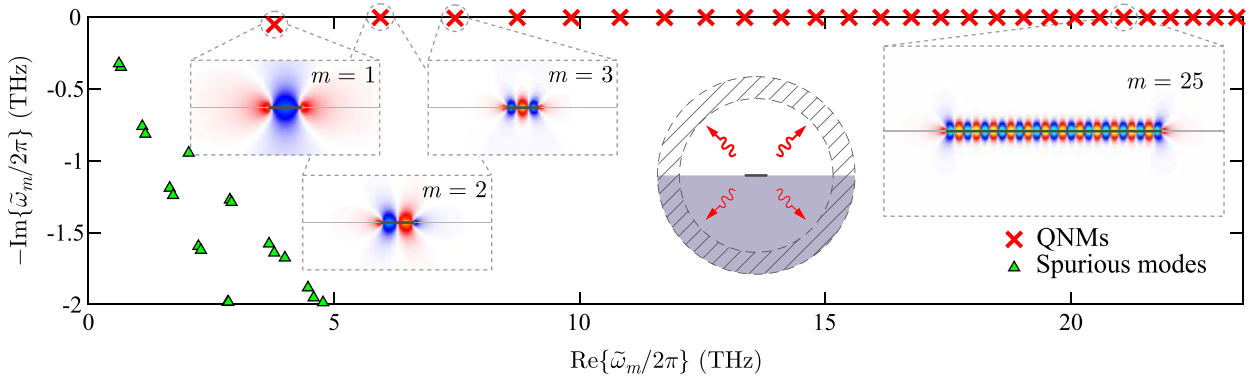 0
-0.5
-1
-1.5
-2
−Im{ω̃ₘ/2π} (THz)
m = 1
m = 3
m = 25
m = 2
QNMs
Spurious modes
0
5
10
15
20
Re{ω̃ₘ/2π} (THz)